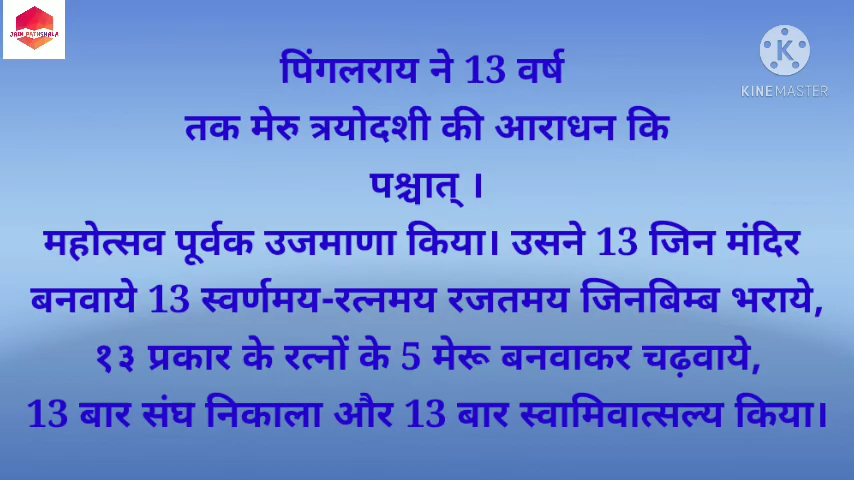 JAIN PATHSHALA
KINEMASTER
पिंगलराय ने 13 वर्ष
तक मेरु त्रयोदशी की आराधन कि
पश्चात् ।
महोत्सव पूर्वक उजमाणा किया। उसने 13 जिन मंदिर
बनवाये 13 स्वर्णमय-रत्नमय रजतमय जिनबिम्ब भराये,
१३ प्रकार के रत्नों के 5 मेरू बनवाकर चढ़वाये,
13 बार संघ निकाला और 13 बार स्वामिवात्सल्य किया।